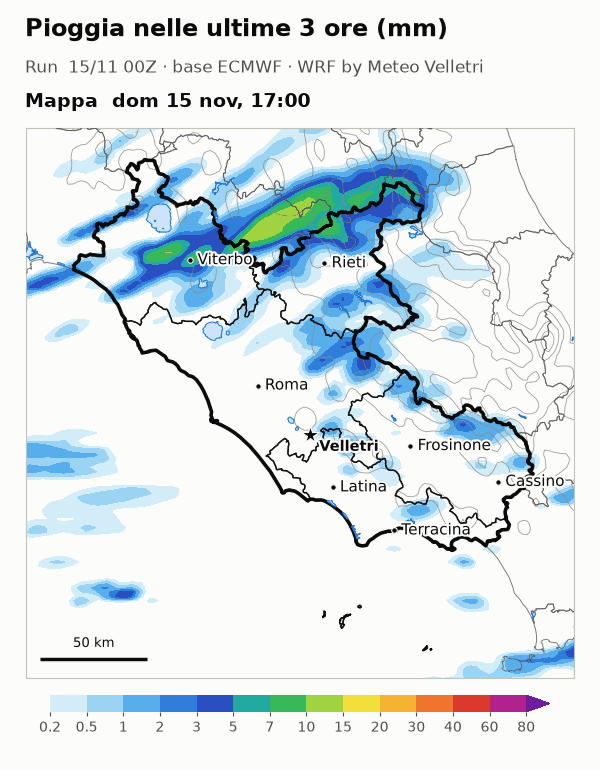 Pioggia nelle ultime 3 ore (mm)
Run 15/11 00Z · base ECMWF · WRF by Meteo Velletri
Mappa dom 15 nov, 17:00
Viterbo
Rieti
Roma
Velletri
Frosinone
Cassino
Latina
Terracina
50 km
0.2 0.5 1 2 3 5 7 10 15 20 30 40 60 80